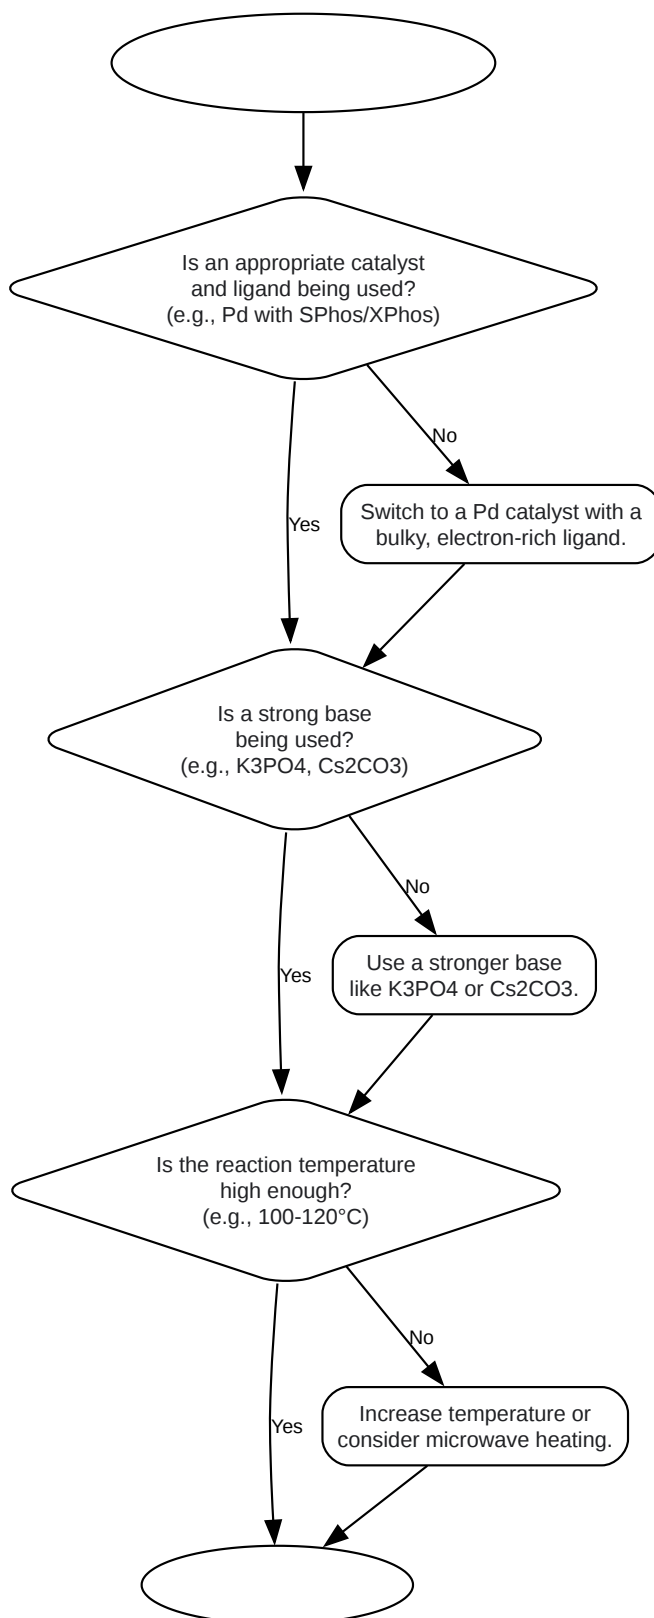 Is an appropriate catalyst
and ligand being used?
(e.g., Pd with SPhos/XPhos)
No
Yes
Switch to a Pd catalyst with a
bulky, electron-rich ligand.
Is a strong base
being used?
(e.g., K3PO4, Cs2CO3)
No
Yes
Use a stronger base
like K3PO4 or Cs2CO3.
Is the reaction temperature
high enough?
(e.g., 100-120°C)
No
Yes
Increase temperature or
consider microwave heating.